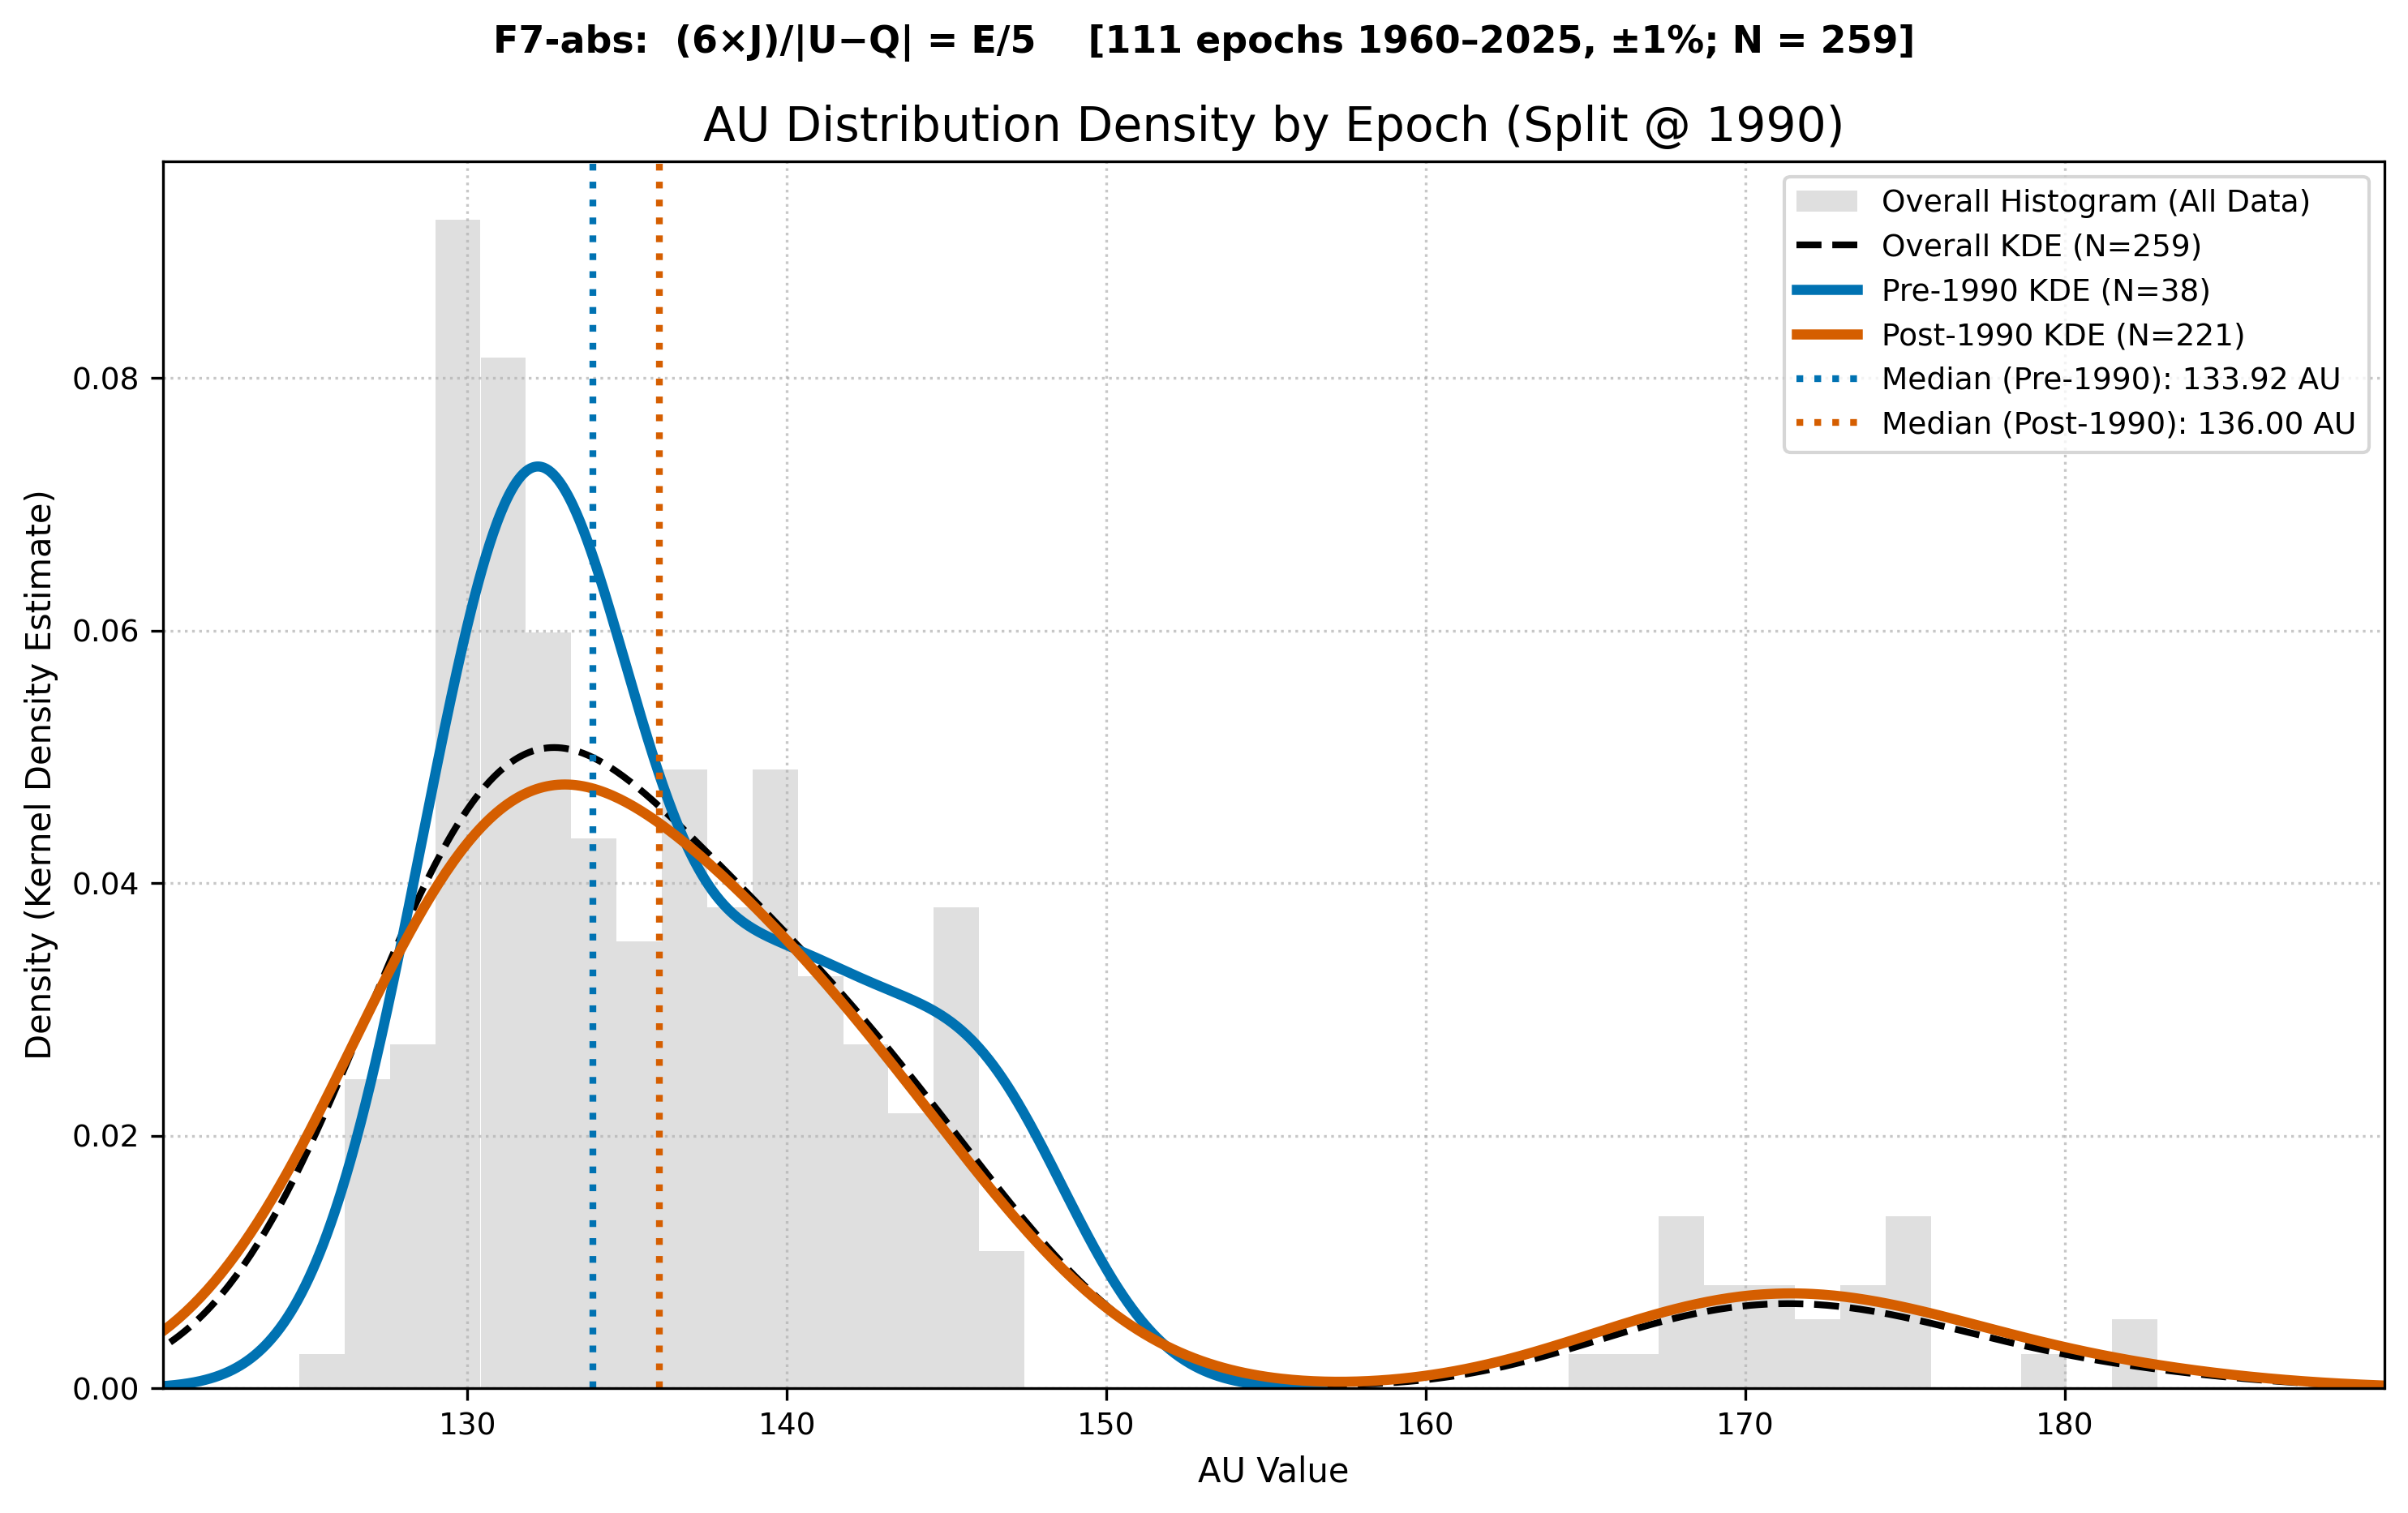 F7-abs:  (6×J)/|U−Q| = E/5    [111 epochs 1960–2025, ±1%; N = 259]
AU Distribution Density by Epoch (Split @ 1990)
Overall Histogram (All Data)
Overall KDE (N=259)
Pre-1990 KDE (N=38)
Post-1990 KDE (N=221)
Median (Pre-1990): 133.92 AU
Median (Post-1990): 136.00 AU
Density (Kernel Density Estimate)
0.08
0.06
0.04
0.02
0.00
130 140 150 160 170 180
AU Value